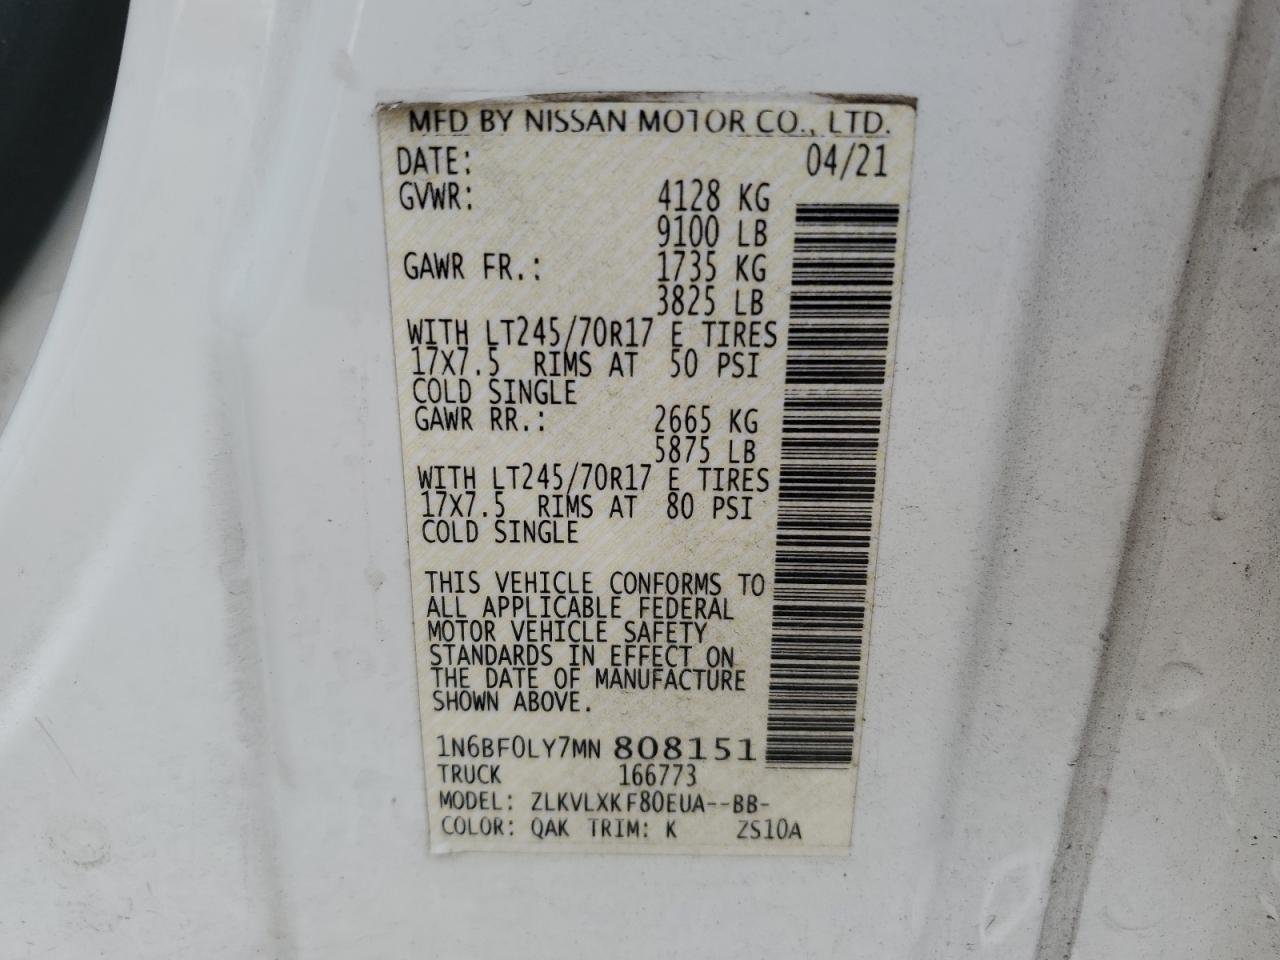 MFD BY NISSAN MOTOR CO., LTD.
DATE: 04/21
GVWR: 4128 KG
9100 LB
GAWR FR.: 1735 KG
3825 LB
WITH LT245/70R17 E TIRES
17X7.5 RIMS AT 50 PSI
COLD SINGLE
GAWR RR.: 2665 KG
5875 LB
WITH LT245/70R17 E TIRES
17X7.5 RIMS AT 80 PSI
COLD SINGLE
THIS VEHICLE CONFORMS TO
ALL APPLICABLE FEDERAL
MOTOR VEHICLE SAFETY
STANDARDS IN EFFECT ON
THE DATE OF MANUFACTURE
SHOWN ABOVE.
1N6BF0LY7MN 808151
TRUCK 166773
MODEL: ZLKVLXKF80EUA--BB-
COLOR: QAK TRIM: K ZS10A